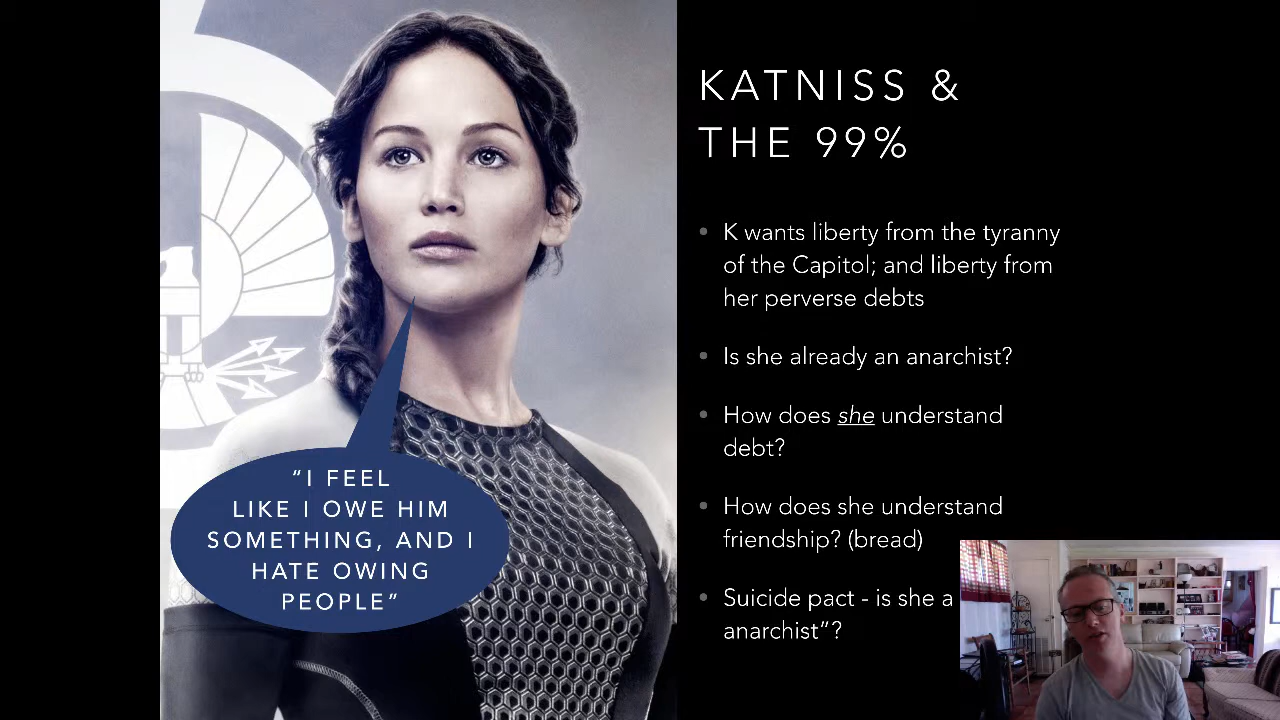 KATNISS &
THE 99%
K wants liberty from the tyranny
of the Capitol; and liberty from
her perverse debts
Is she already an anarchist?
How does she understand
debt?
How does she understand
friendship? (bread)
Suicide pact - is she a
anarchist”?
“I FEEL
LIKE I OWE HIM
SOMETHING, AND I
HATE OWING
PEOPLE”